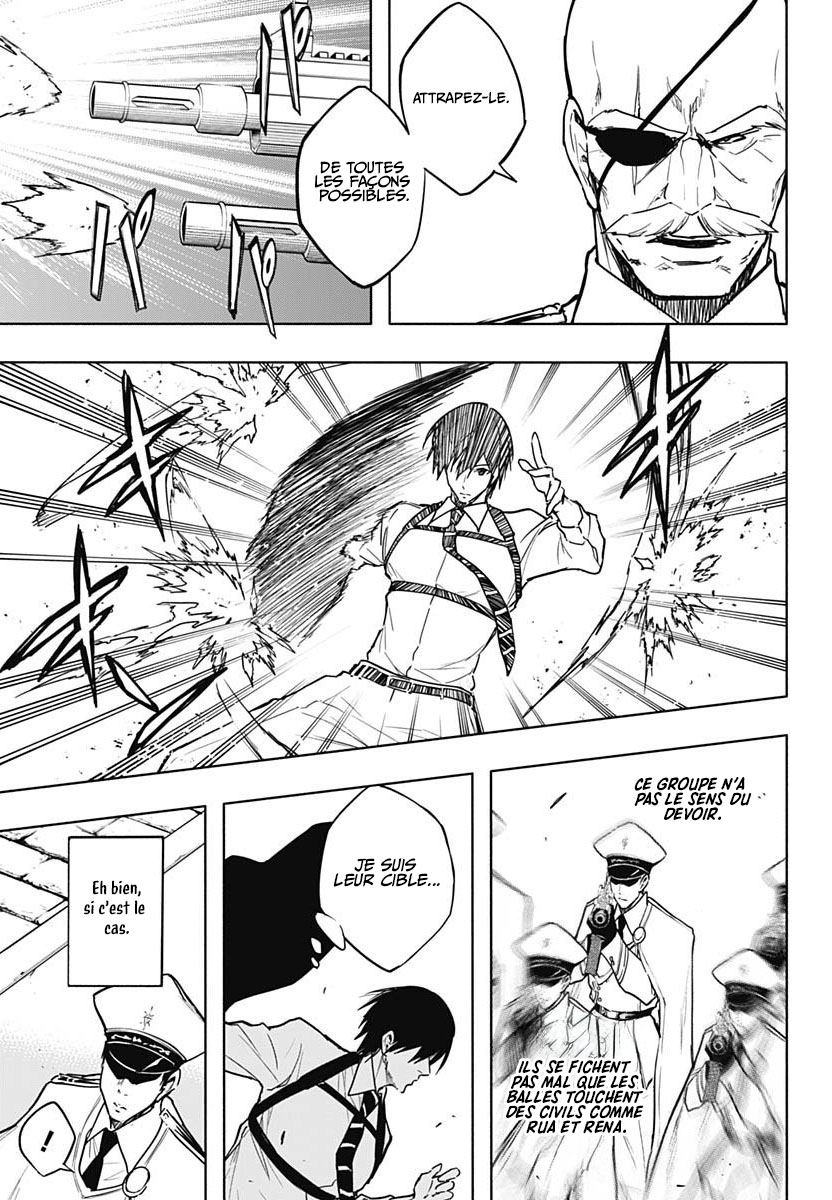 ATTRAPEZ-LE.
DE TOUTES
LES FAÇONS
POSSIBLES.
CE GROUPE N'A
PAS LE SENS DU
DEVOIR.
ILS SE FICHENT
PAS MAL QUE LES
BALLES TOUCHENT
DES CIVILS COMME
RUA ET RENA.
JE SUIS
LEUR CIBLE...
Eh bien,
si c'est le
cas.
!